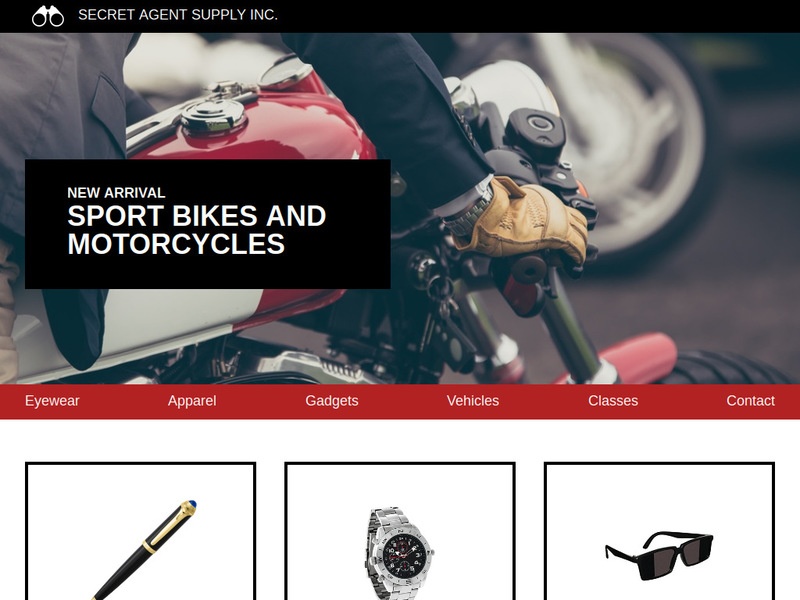 SECRET AGENT SUPPLY INC.
NEW ARRIVAL
SPORT BIKES AND
MOTORCYCLES
Eyewear Apparel Gadgets Vehicles Classes Contact